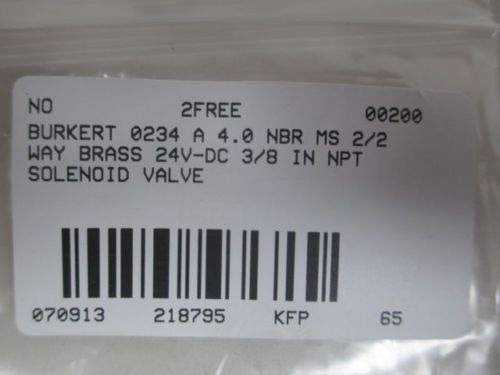 NO 2FREE 00200
BURKERT 0234 A 4.0 NBR MS 2/2
WAY BRASS 24V-DC 3/8 IN NPT
SOLENOID VALVE
070913 218795 KFP 65